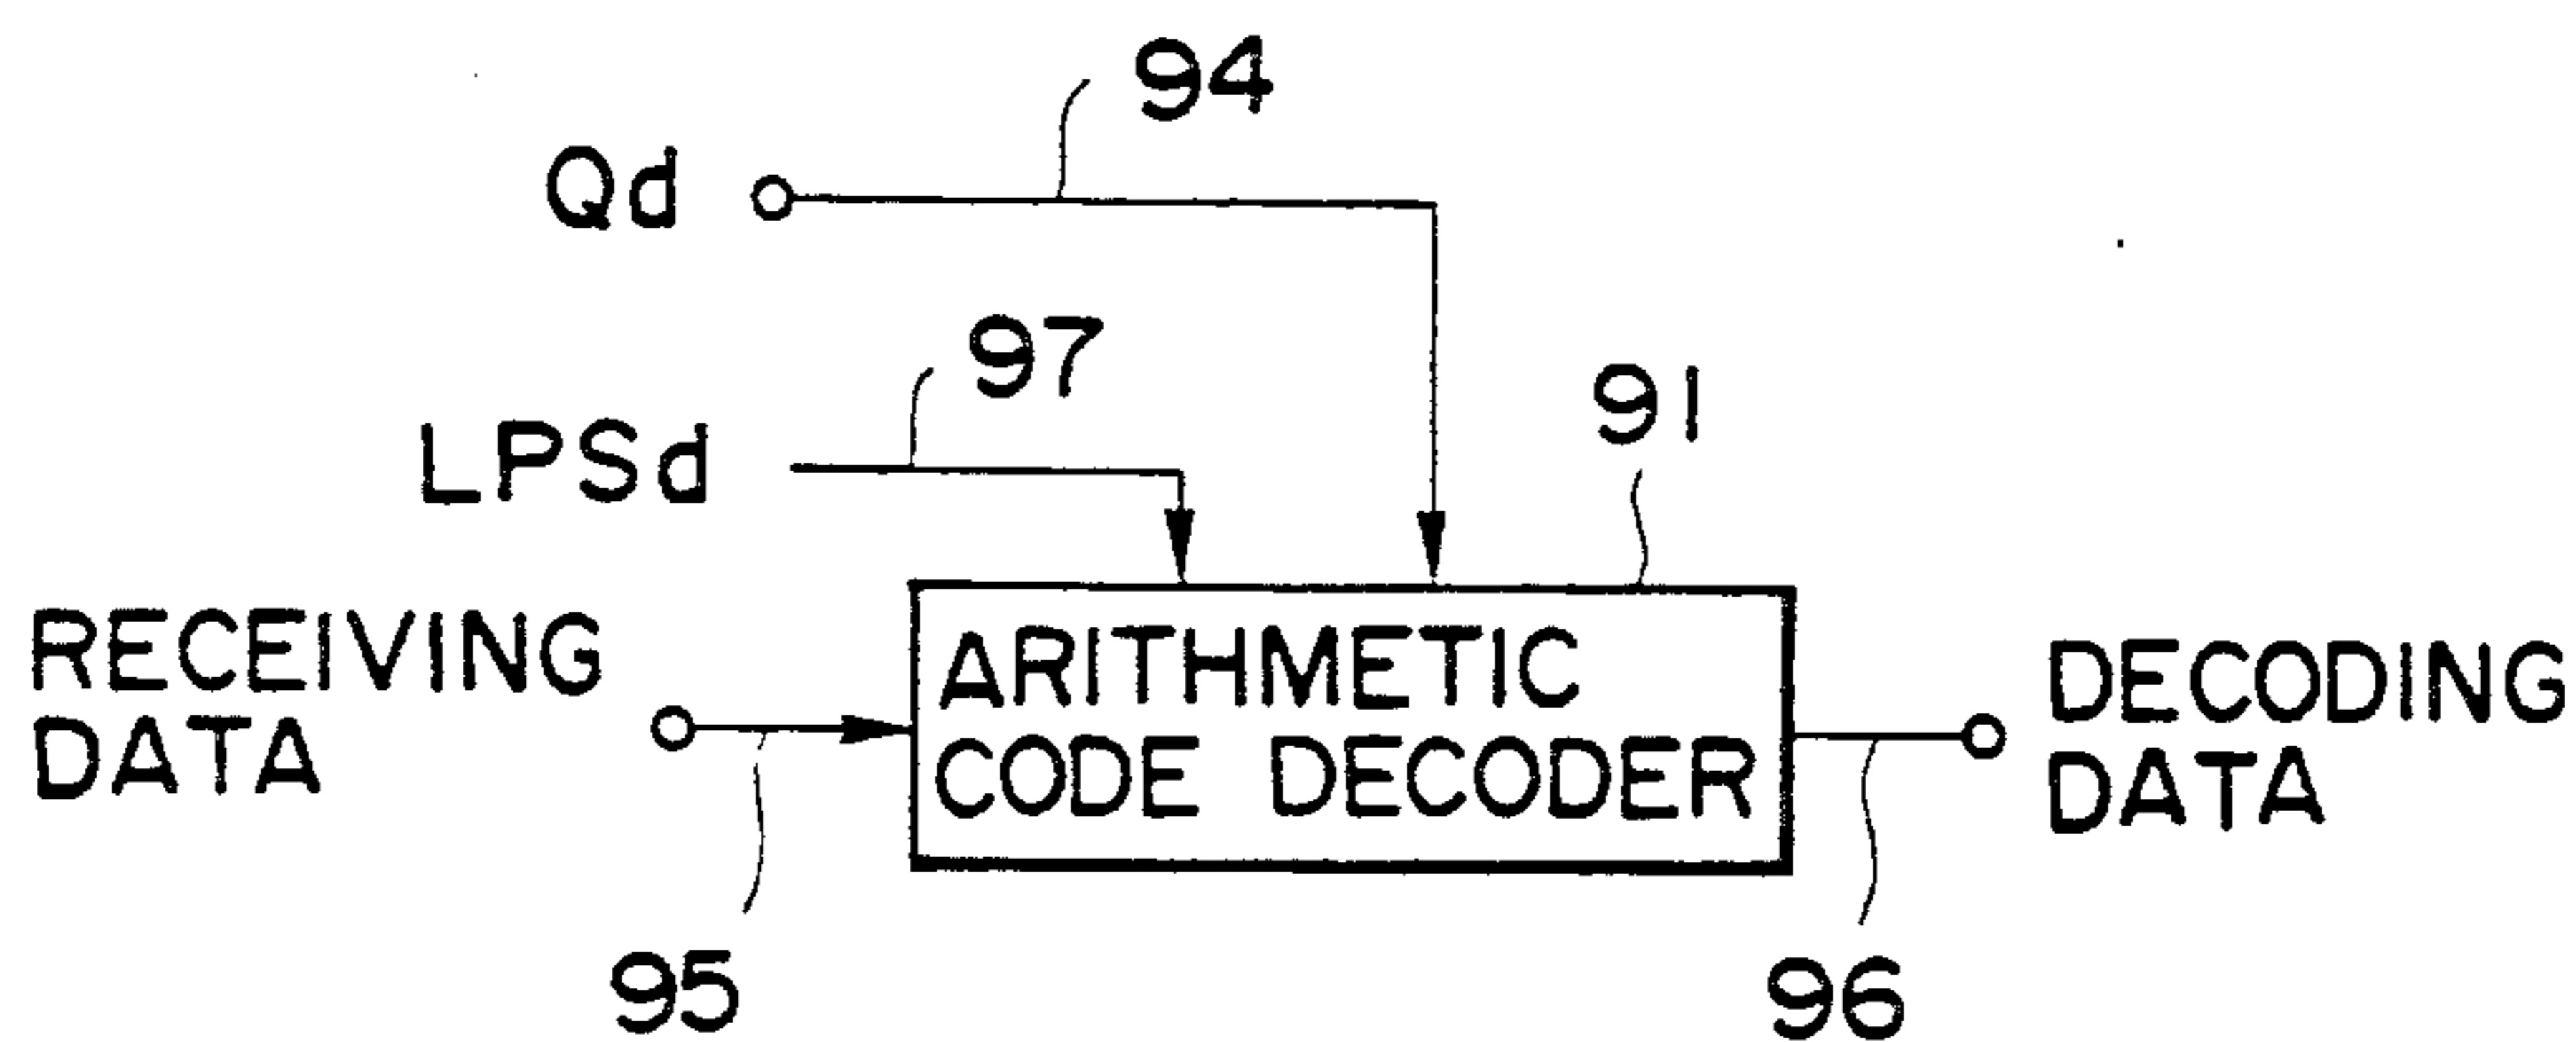 94
Qd
97
LPSd
91
RECEIVING
DATA
ARITHMETIC
CODE DECODER
DECODING
DATA
95
96